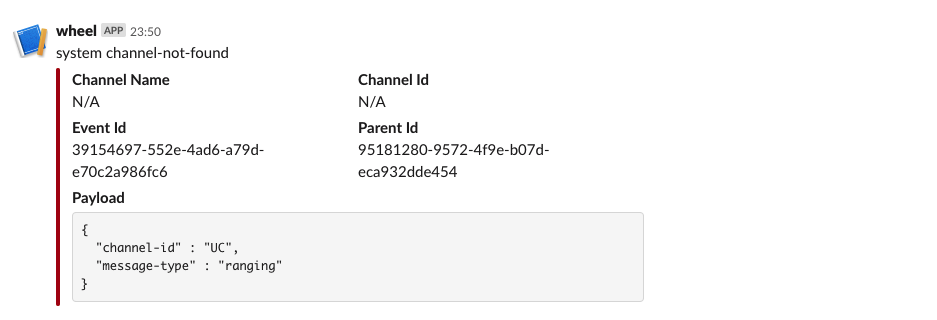 wheel APP 23:50
system channel-not-found
Channel Name Channel Id
N/A N/A
Event Id Parent Id
39154697-552e-4ad6-a79d- 95181280-9572-4f9e-b07d-
e70c2a986fc6 eca932dde454
Payload
{
"channel-id" : "UC",
"message-type" : "ranging"
}